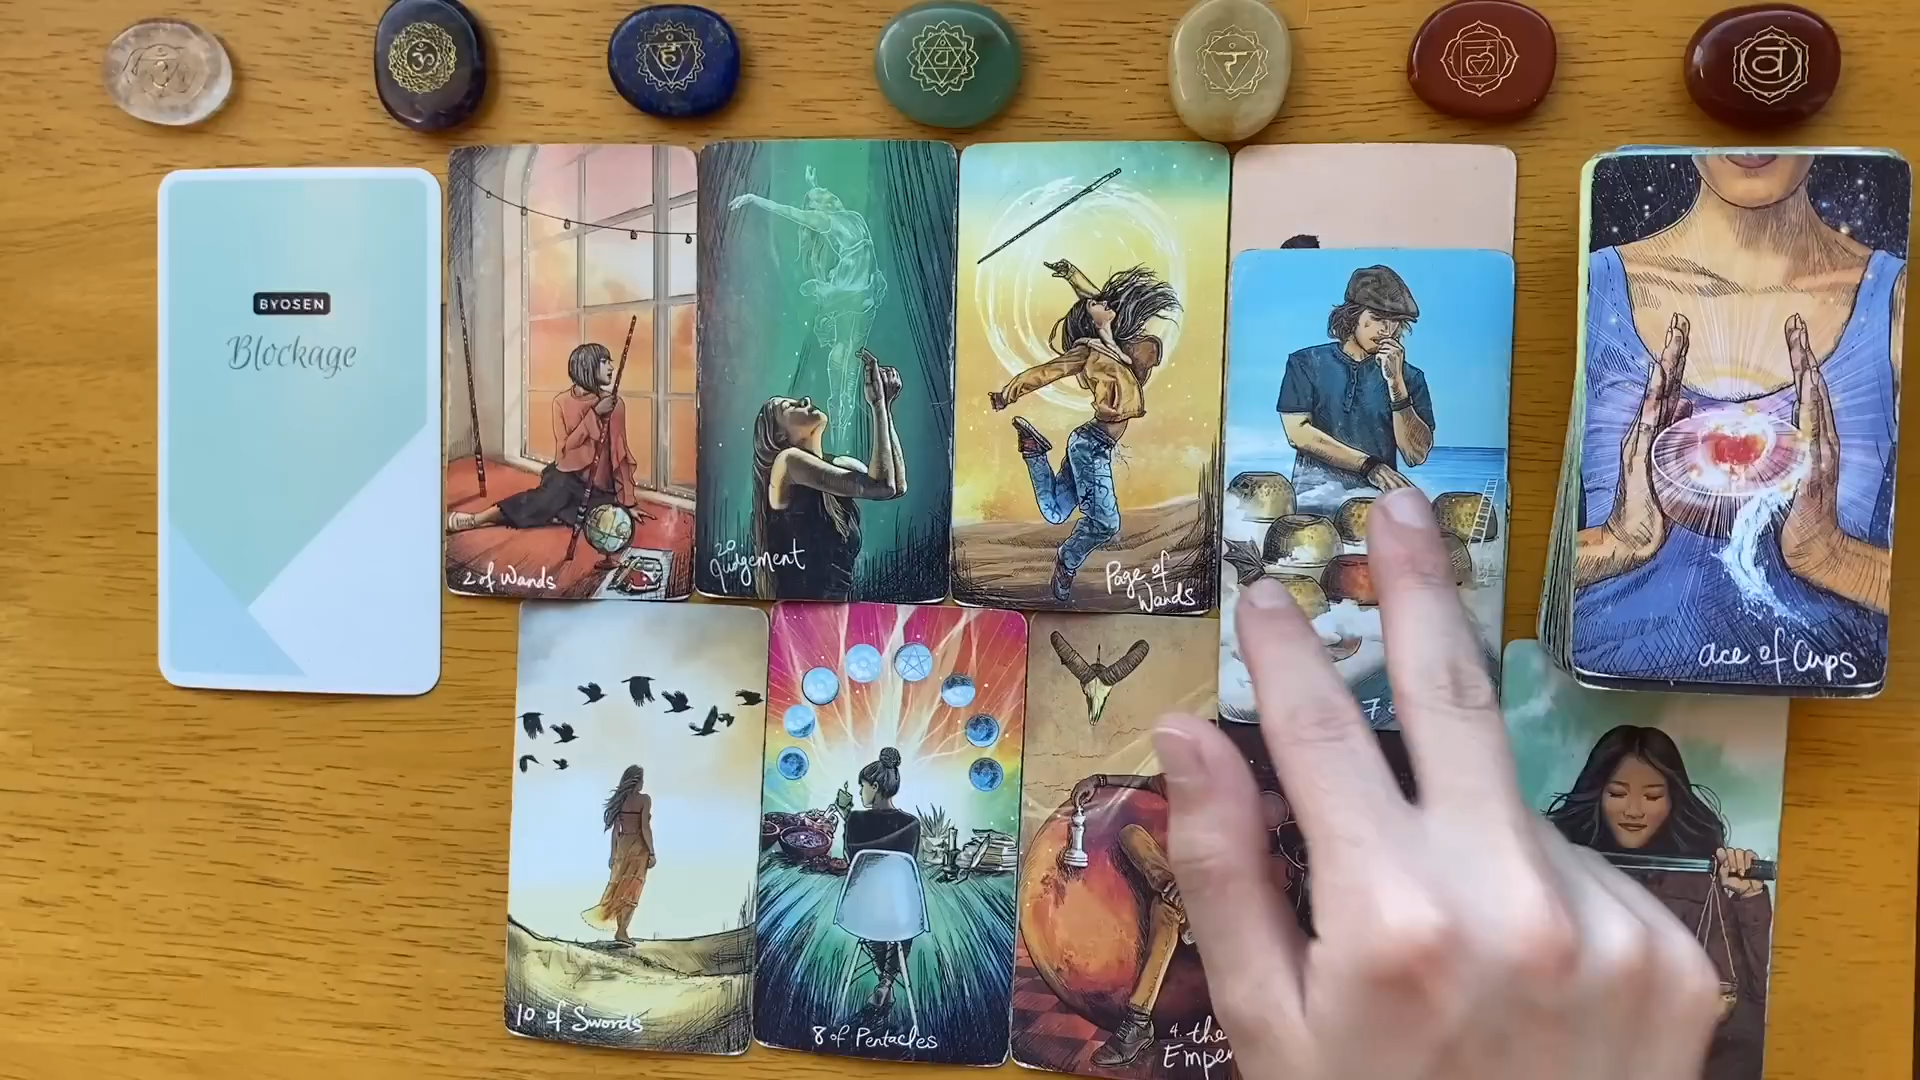 BYOSEN
Blockage
2 of Wands
20
Judgement
Page of
Wands
7
Ace of Cups
10 of Swords
8 of Pentacles
4. the